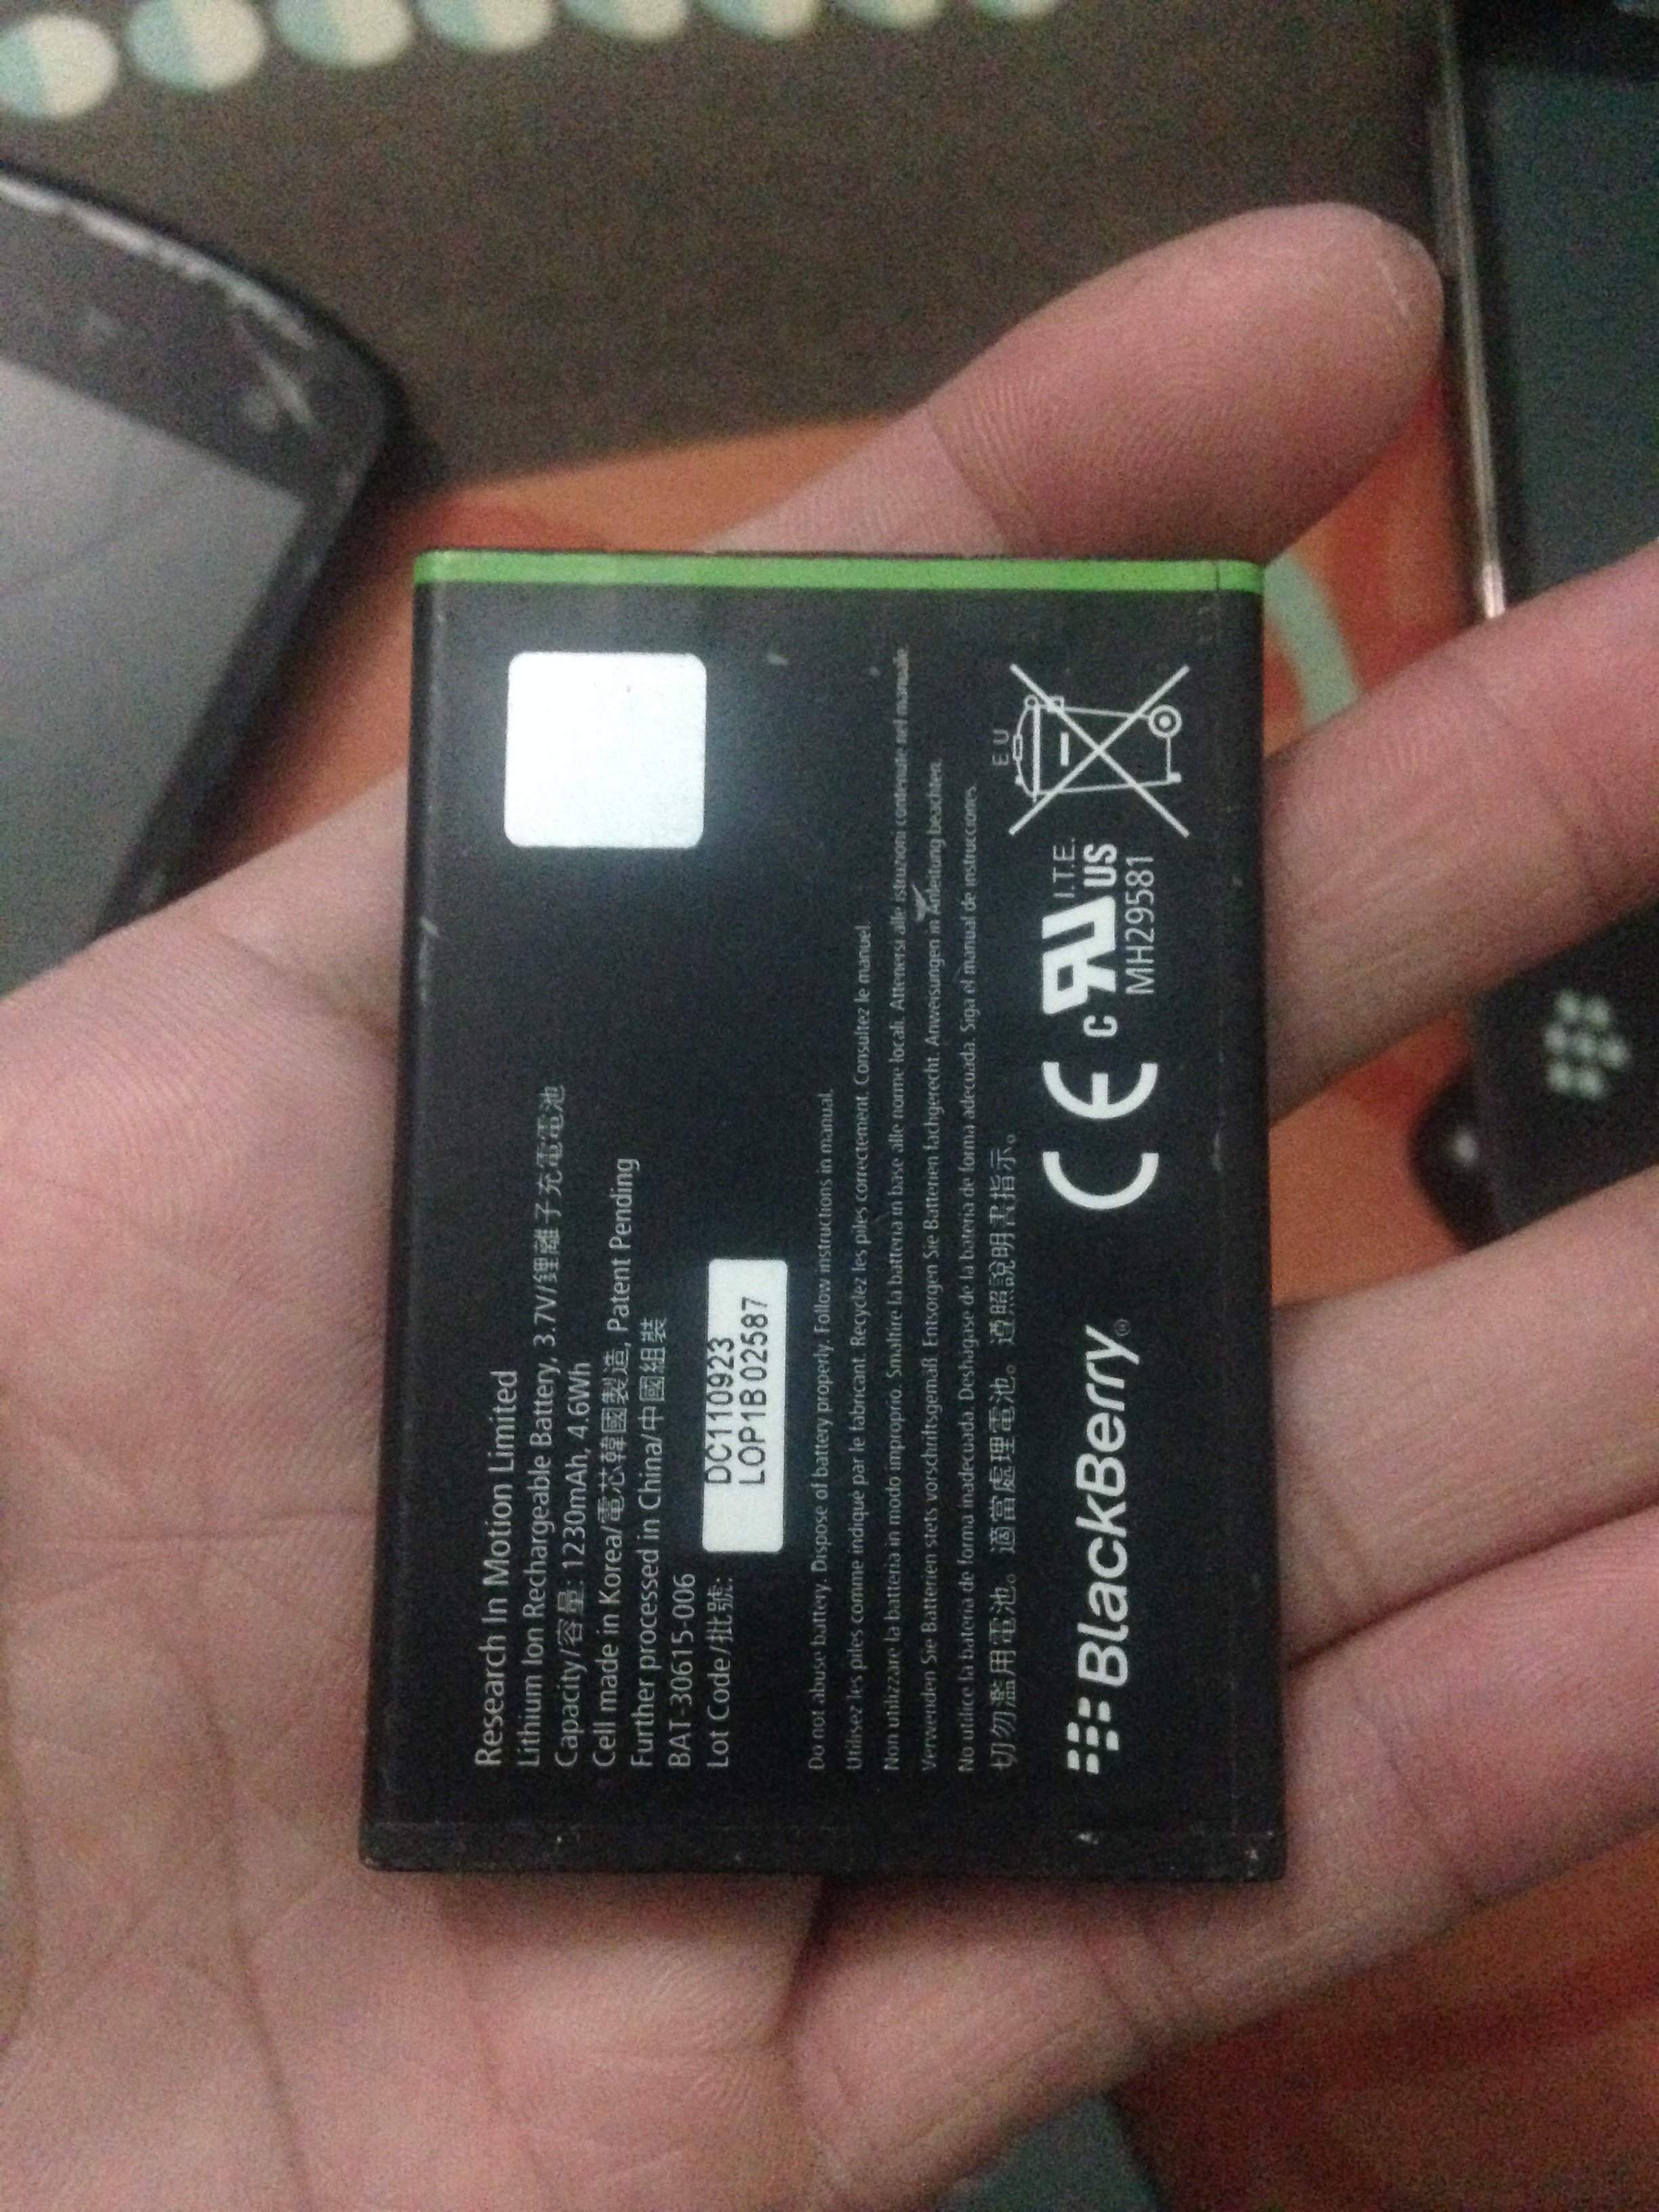 Research In Motion Limited
Lithium Ion Rechargeable Battery, 3.7V/鋰離子充電電池
Capacity/容量: 1230mAh, 4.6Wh
Cell made in Korea/電芯韓國製造, Patent Pending
Further processed in China/中國組裝
BAT-30615-006
Lot Code/批號:
DC110923
LOP1B02587
Do not abuse battery. Dispose of battery properly. Follow instructions in manual.
Utilisez les piles comme indiqué par le fabricant. Recyclez les piles correctement. Consultez le manuel.
Non utilizzare la batteria in modo improprio. Smaltire la batteria in base alle norme locali. Attenersi alle istruzioni contenute nel manuale.
Verwenden Sie Batterien stets vorschriftsgemäß. Entsorgen Sie Batterien fachgerecht. Anweisungen in Anleitung beachten.
No utilice la batería de forma inadecuada. Deshágase de la batería de forma adecuada. Siga el manual de instrucciones.
切勿濫用電池。適當處理電池。遵照說明書指示。
BlackBerry®
CE
c RU US
I.T.E.
MH29581
EU